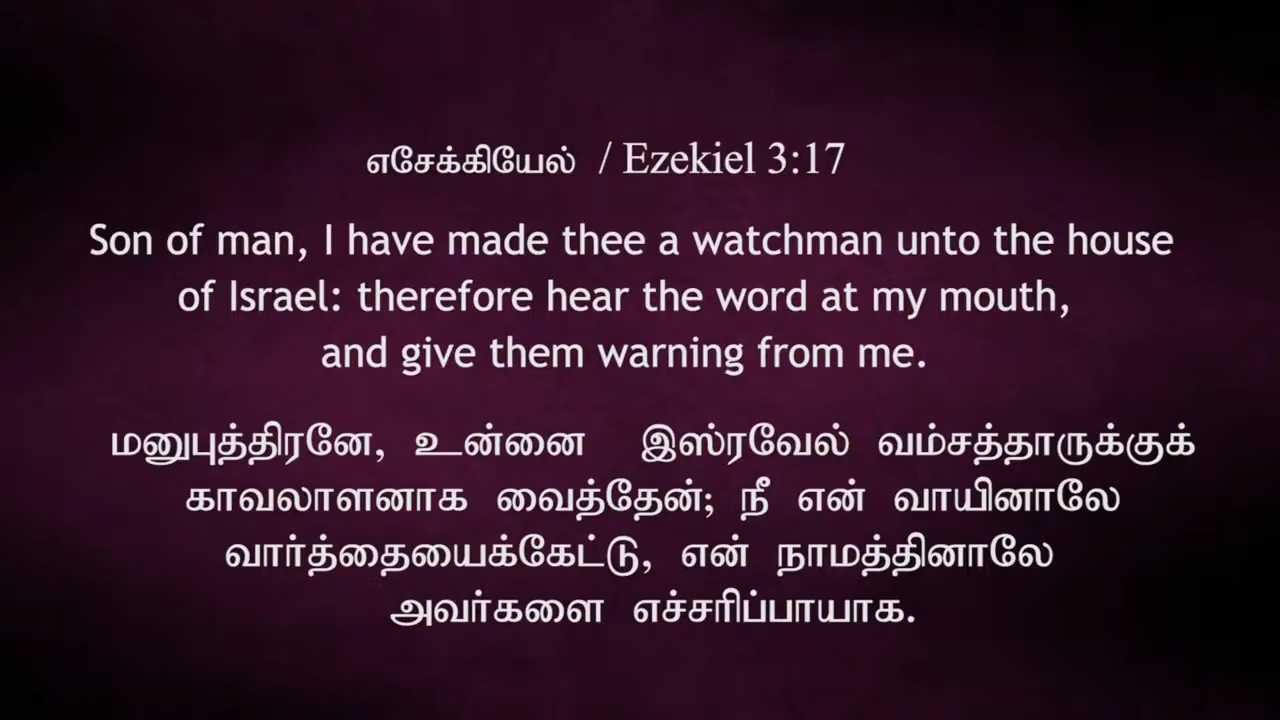 எசேக்கியேல் / Ezekiel 3:17
Son of man, I have made thee a watchman unto the house
of Israel: therefore hear the word at my mouth,
and give them warning from me.
மனுபுத்திரனே, உன்னை இஸ்ரவேல் வம்சத்தாருக்குக்
காவலாளனாக வைத்தேன்; நீ என் வாயினாலே
வார்த்தையைக்கேட்டு, என் நாமத்தினாலே
அவர்களை எச்சரிப்பாயாக.